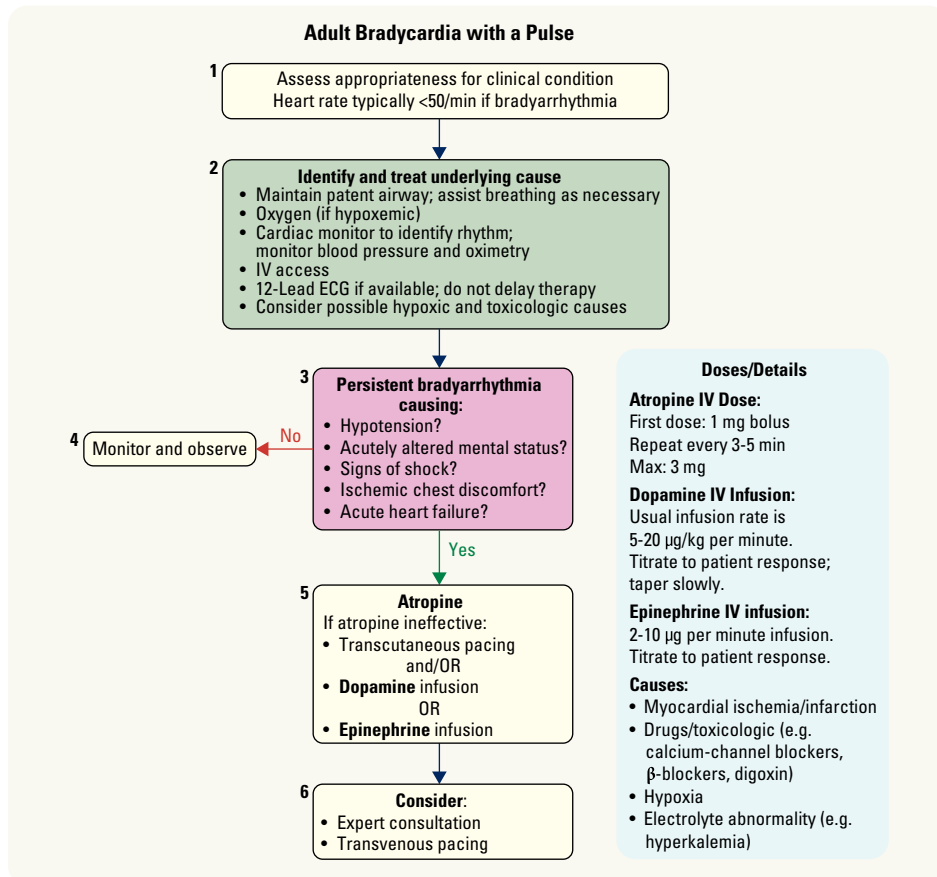 Adult Bradycardia with a Pulse
1
Assess appropriateness for clinical condition
Heart rate typically <50/min if bradyarrhythmia
2
Identify and treat underlying cause
• Maintain patent airway; assist breathing as necessary
• Oxygen (if hypoxemic)
• Cardiac monitor to identify rhythm;
monitor blood pressure and oximetry
• IV access
• 12-Lead ECG if available; do not delay therapy
• Consider possible hypoxic and toxicologic causes
3
Persistent bradyarrhythmia
causing:
• Hypotension?
• Acutely altered mental status?
• Signs of shock?
• Ischemic chest discomfort?
• Acute heart failure?
No
4
Monitor and observe
Yes
5
Atropine
If atropine ineffective:
• Transcutaneous pacing
and/OR
• Dopamine infusion
OR
• Epinephrine infusion
6
Consider:
• Expert consultation
• Transvenous pacing
Doses/Details
Atropine IV Dose:
First dose: 1 mg bolus
Repeat every 3-5 min
Max: 3 mg
Dopamine IV Infusion:
Usual infusion rate is
5-20 µg/kg per minute.
Titrate to patient response;
taper slowly.
Epinephrine IV infusion:
2-10 µg per minute infusion.
Titrate to patient response.
Causes:
• Myocardial ischemia/infarction
• Drugs/toxicologic (e.g.
calcium-channel blockers,
β-blockers, digoxin)
• Hypoxia
• Electrolyte abnormality (e.g.
hyperkalemia)